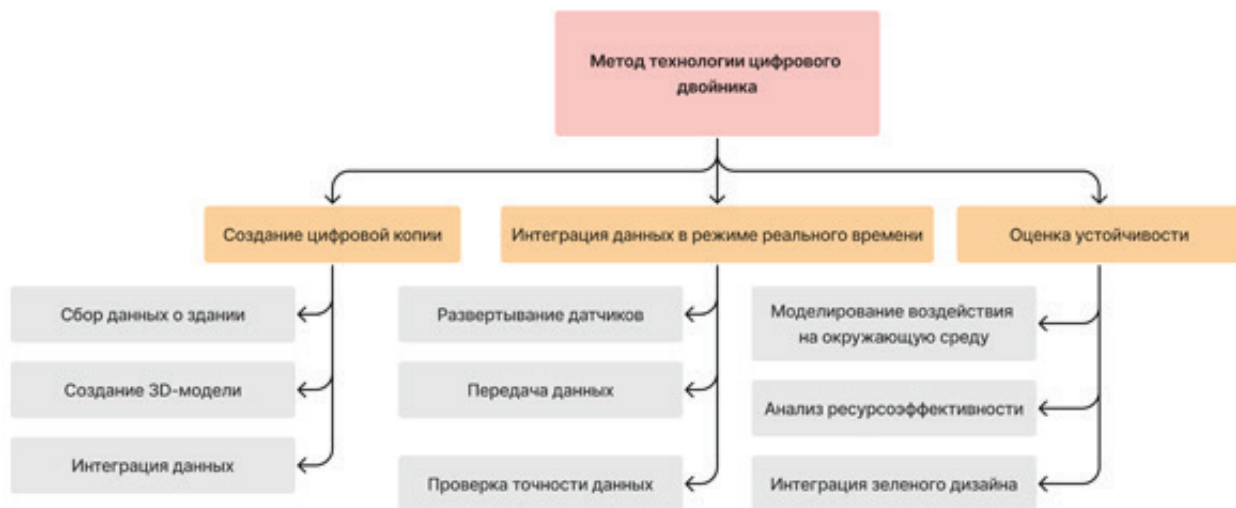 Метод технологии цифрового
двойника
Создание цифровой копии
Интеграция данных в режиме реального времени
Оценка устойчивости
Сбор данных о здании
Создание 3D-модели
Интеграция данных
Развертывание датчиков
Передача данных
Проверка точности данных
Моделирование воздействия
на окружающую среду
Анализ ресурсоэффективности
Интеграция зеленого дизайна